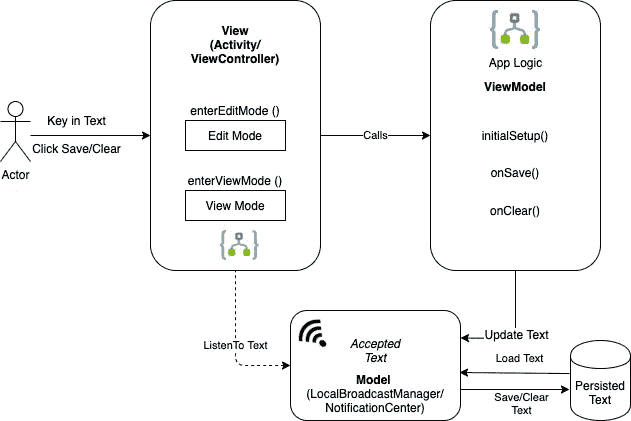 View
(Activity/
ViewController)
App Logic
ViewModel
enterEditMode ()
Key in Text
Edit Mode
Calls
initialSetup()
Click Save/Clear
Actor
onSave()
enterViewMode ()
View Mode
onClear()
ListenTo Text
Accepted
Text
Update Text
Load Text
Model
(LocalBroadcastManager/
NotificationCenter)
Save/Clear
Text
Persisted
Text